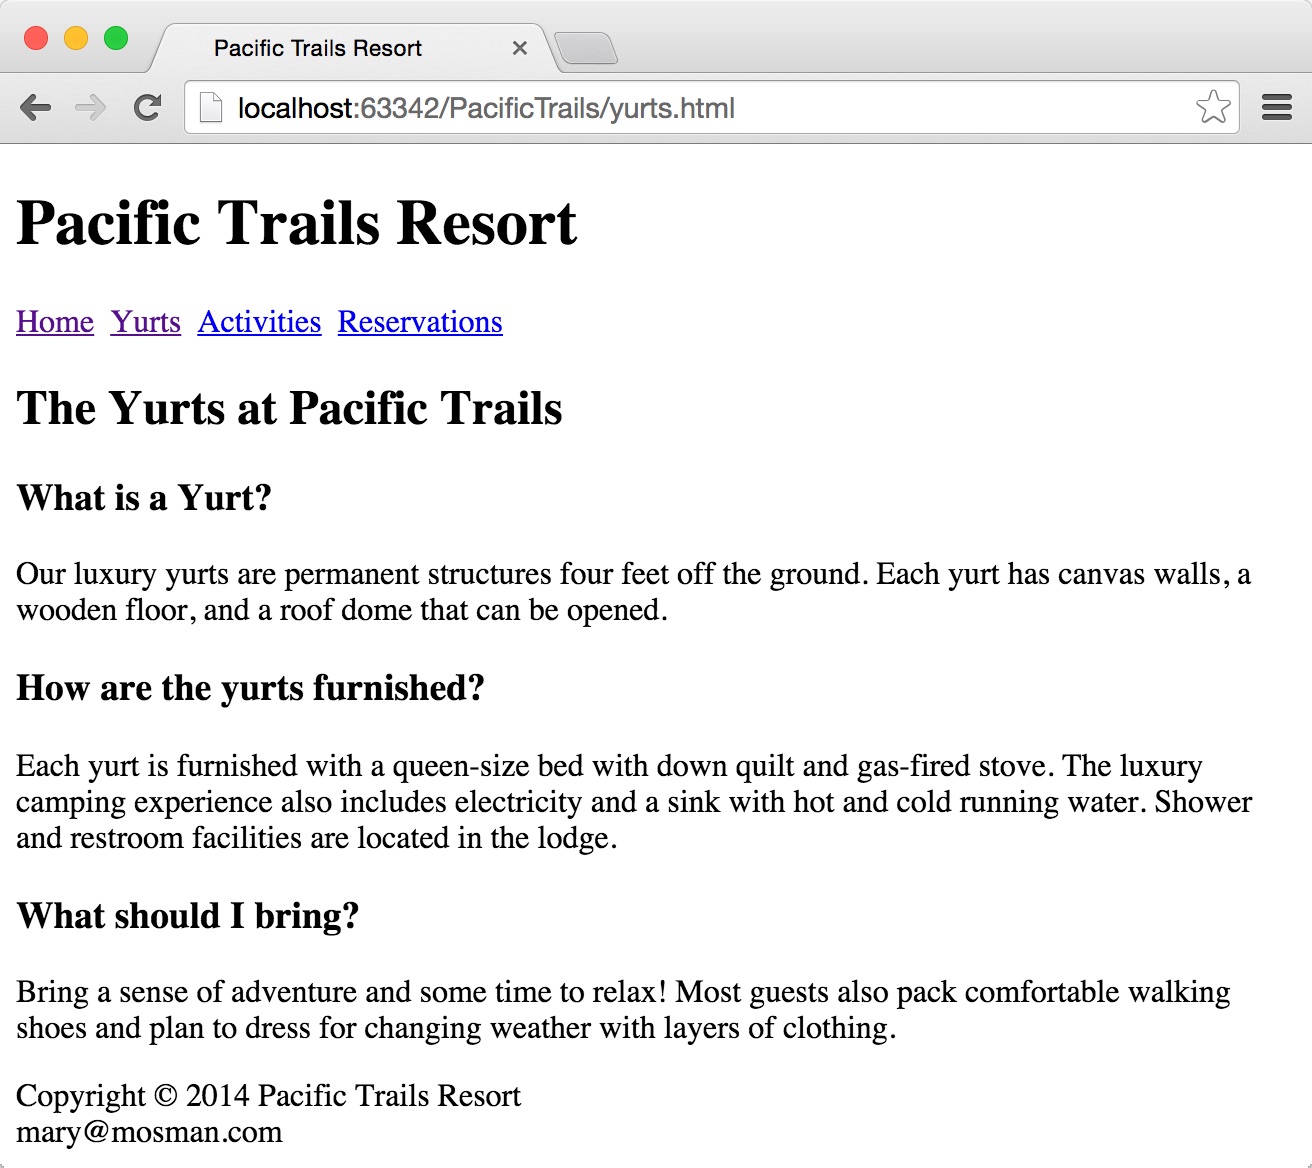 Pacific Trails Resort
localhost:63342/PacificTrails/yurts.html
Pacific Trails Resort
Home Yurts Activities Reservations
The Yurts at Pacific Trails
What is a Yurt?
Our luxury yurts are permanent structures four feet off the ground. Each yurt has canvas walls, a
wooden floor, and a roof dome that can be opened.
How are the yurts furnished?
Each yurt is furnished with a queen-size bed with down quilt and gas-fired stove. The luxury
camping experience also includes electricity and a sink with hot and cold running water. Shower
and restroom facilities are located in the lodge.
What should I bring?
Bring a sense of adventure and some time to relax! Most guests also pack comfortable walking
shoes and plan to dress for changing weather with layers of clothing.
Copyright © 2014 Pacific Trails Resort
mary@mosman.com